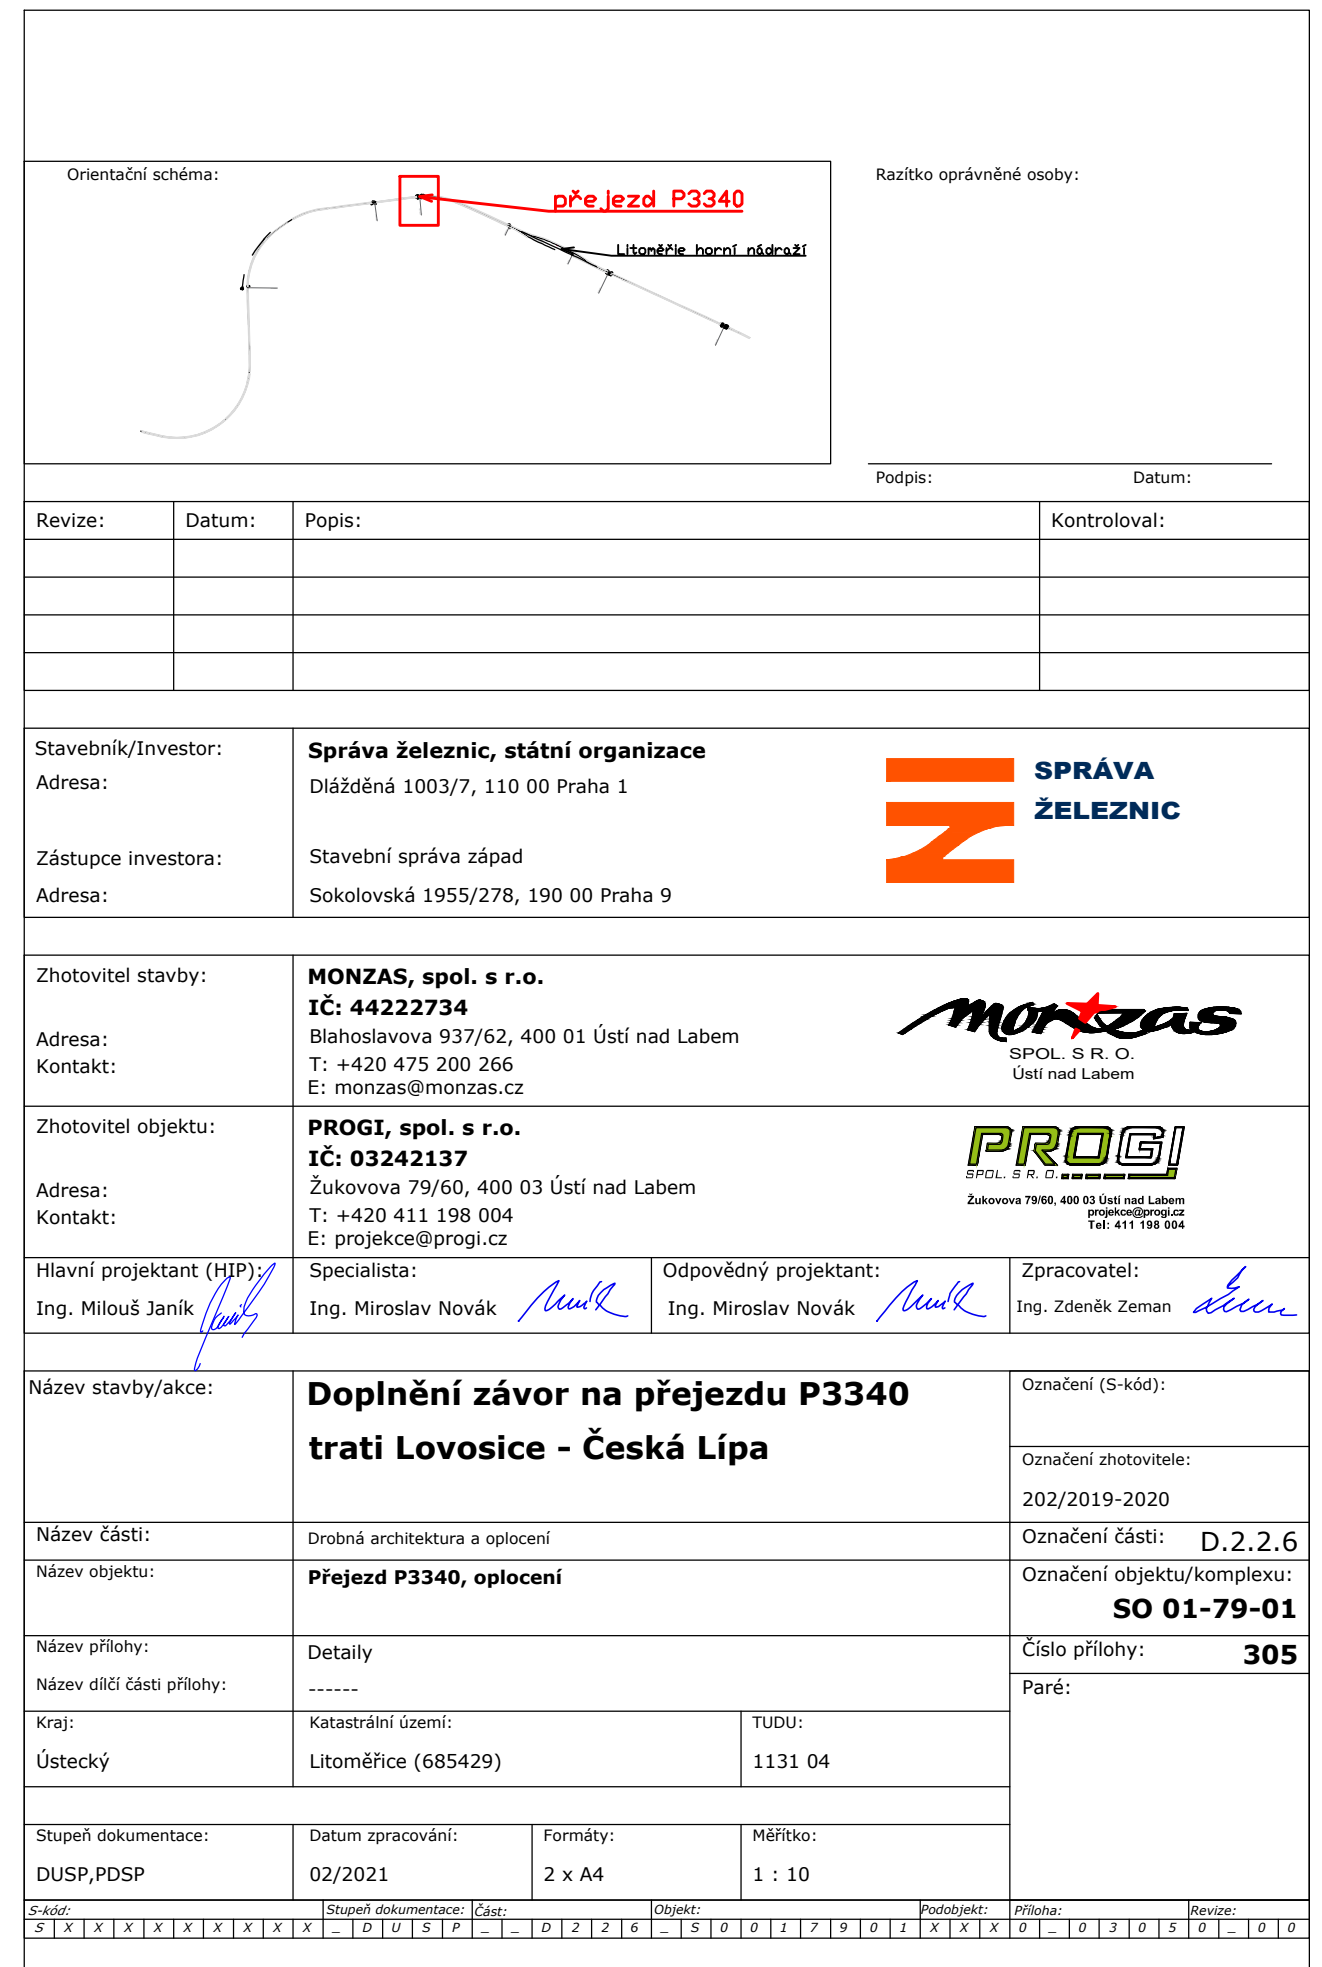 Orientační schéma:
Razítko oprávněné osoby:
přejezd P3340
Litoměřie horní nádraží
Podpis: Datum:
Revize: Datum: Popis: Kontroloval:
Stavebník/Investor: Správa železnic, státní organizace
Adresa: Dlážděná 1003/7, 110 00 Praha 1
SPRÁVA
ŽELEZNIC
Zástupce investora: Stavební správa západ
Adresa: Sokolovská 1955/278, 190 00 Praha 9
Zhotovitel stavby: MONZAS, spol. s r.o.
IČ: 44222734
Adresa: Blahoslavova 937/62, 400 01 Ústí nad Labem
Kontakt: T: +420 475 200 266
E: monzas@monzas.cz
monzas
SPOL. S R. O.
Ústí nad Labem
Zhotovitel objektu: PROGI, spol. s r.o.
IČ: 03242137
Adresa: Žukovova 79/60, 400 03 Ústí nad Labem
Kontakt: T: +420 411 198 004
E: projekce@progi.cz
PROGI
SPOL. S R. O.
Žukovova 79/60, 400 03 Ústí nad Labem
projekce@progi.cz
Tel: 411 198 004
Hlavní projektant (HIP): Specialista: Odpovědný projektant: Zpracovatel:
Ing. Milouš Janík Ing. Miroslav Novák Ing. Miroslav Novák Ing. Zdeněk Zeman
Název stavby/akce: Doplnění závor na přejezdu P3340
trati Lovosice - Česká Lípa
Označení (S-kód):
Označení zhotovitele:
202/2019-2020
Název části: Drobná architektura a oplocení Označení části: D.2.2.6
Název objektu: Přejezd P3340, oplocení Označení objektu/komplexu:
SO 01-79-01
Název přílohy: Detaily Číslo přílohy: 305
Název dílčí části přílohy: ------ Paré:
Kraj: Katastrální území: TUDU:
Ústecký Litoměřice (685429) 1131 04
Stupeň dokumentace: Datum zpracování: Formáty: Měřítko:
DUSP,PDSP 02/2021 2 x A4 1 : 10
S-kód: Stupeň dokumentace: Část: Objekt: Podobjekt: Příloha: Revize:
S X X X X X X X X X _ D U S P _ _ D 2 2 6 _ S 0 0 1 7 9 0 1 X X X 0 _ 0 3 0 5 0 _ 0 0